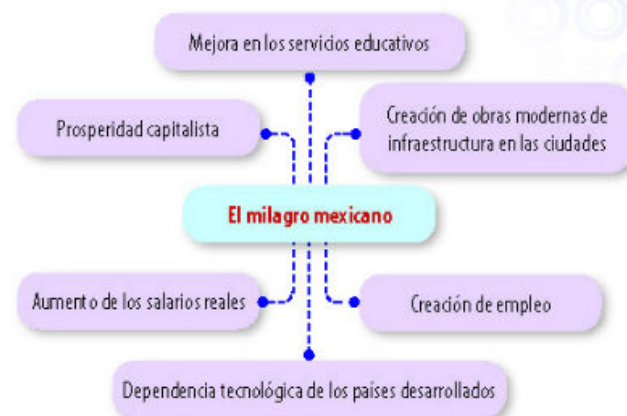 Mejora en los servicios educativos
Prosperidad capitalista
Creación de obras modernas de
infraestructura en las ciudades
El milagro mexicano
Aumento de los salarios reales
Creación de empleo
Dependencia tecnológica de los países desarrollados